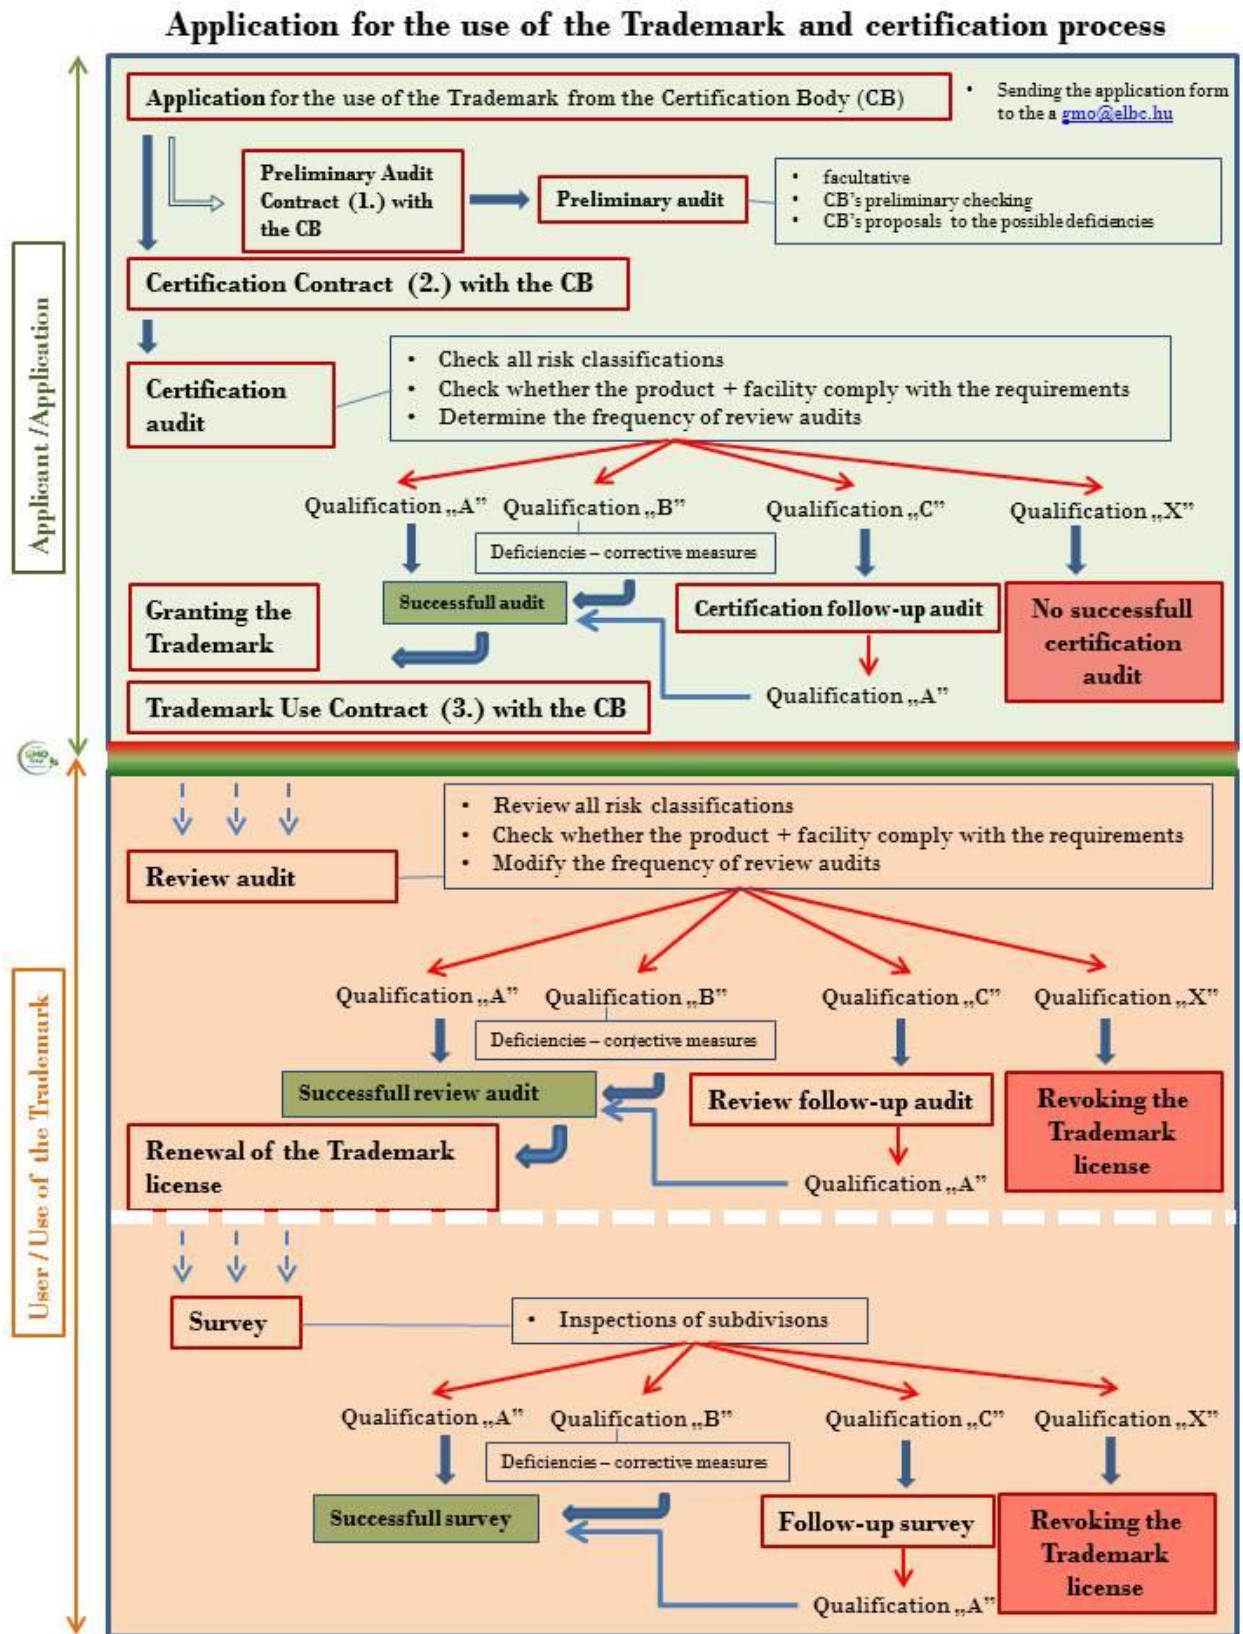 Application for the use of the Trademark and certification process
Application for the use of the Trademark from the Certification Body (CB)
• Sending the application form
to the a gmo@elbc.hu
Preliminary Audit
Contract (1.) with
the CB
Preliminary audit
• facultative
• CB's preliminary checking
• CB's proposals to the possible deficiencies
Certification Contract (2.) with the CB
Applicant /Application
Certification
audit
• Check all risk classifications
• Check whether the product + facility comply with the requirements
• Determine the frequency of review audits
Qualification „A”
Qualification „B”
Qualification „C”
Qualification „X”
Deficiencies – corrective measures
Granting the
Trademark
Successfull audit
Certification follow-up audit
No successfull
certification
audit
Qualification „A”
Trademark Use Contract (3.) with the CB
GMO
User / Use of the Trademark
Review audit
• Review all risk classifications
• Check whether the product + facility comply with the requirements
• Modify the frequency of review audits
Qualification „A”
Qualification „B”
Qualification „C”
Qualification „X”
Deficiencies – corrective measures
Successfull review audit
Review follow-up audit
Revoking the
Trademark
license
Renewal of the Trademark
license
Qualification „A”
Survey
• Inspections of subdivisons
Qualification „A”
Qualification „B”
Qualification „C”
Qualification „X”
Deficiencies – corrective measures
Successfull survey
Follow-up survey
Revoking the
Trademark
license
Qualification „A”